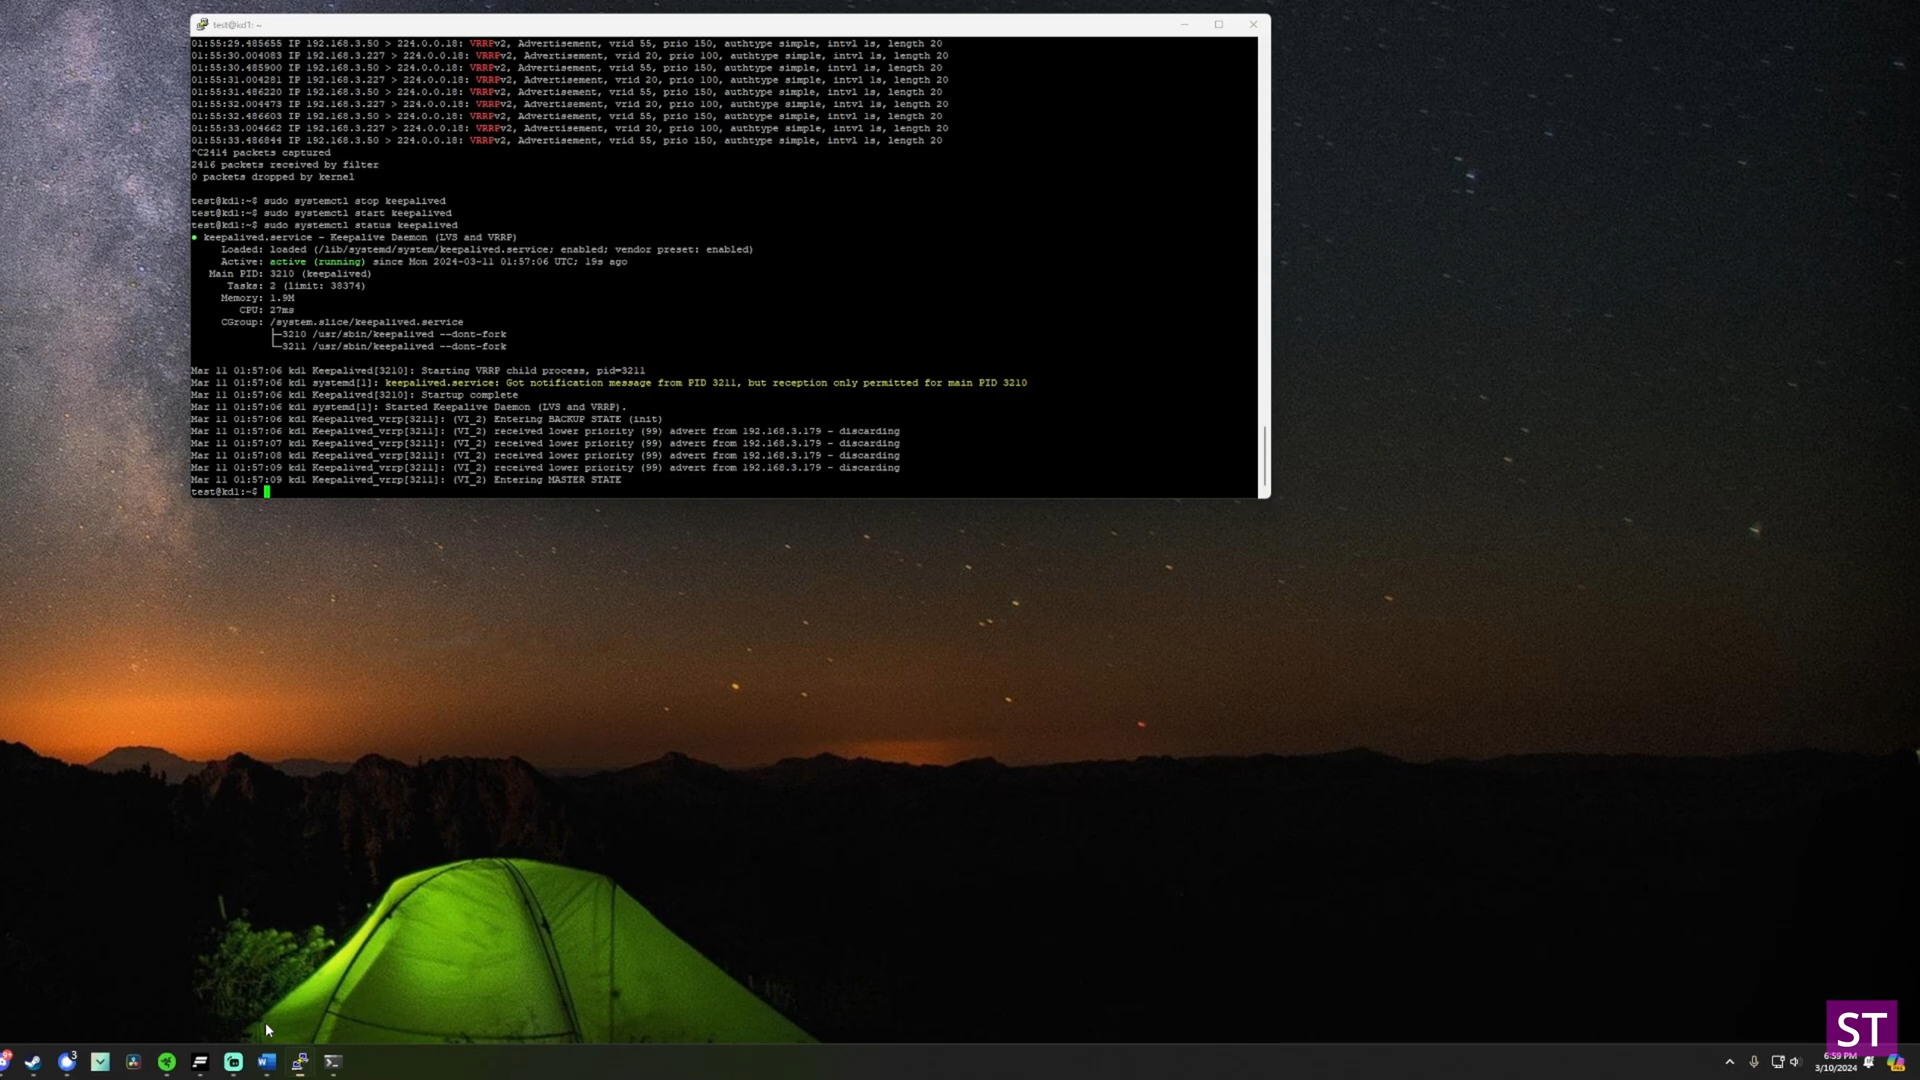 test@kd1: ~
01:55:29.485655 IP 192.168.3.50 > 224.0.0.18: VRRPv2, Advertisement, vrid 55, prio 150, authtype simple, intvl 1s, length 20
01:55:30.004083 IP 192.168.3.227 > 224.0.0.18: VRRPv2, Advertisement, vrid 20, prio 100, authtype simple, intvl 1s, length 20
01:55:30.485900 IP 192.168.3.50 > 224.0.0.18: VRRPv2, Advertisement, vrid 55, prio 150, authtype simple, intvl 1s, length 20
01:55:31.004281 IP 192.168.3.227 > 224.0.0.18: VRRPv2, Advertisement, vrid 20, prio 100, authtype simple, intvl 1s, length 20
01:55:31.486220 IP 192.168.3.50 > 224.0.0.18: VRRPv2, Advertisement, vrid 55, prio 150, authtype simple, intvl 1s, length 20
01:55:32.004473 IP 192.168.3.227 > 224.0.0.18: VRRPv2, Advertisement, vrid 20, prio 100, authtype simple, intvl 1s, length 20
01:55:32.486603 IP 192.168.3.50 > 224.0.0.18: VRRPv2, Advertisement, vrid 55, prio 150, authtype simple, intvl 1s, length 20
01:55:33.004662 IP 192.168.3.227 > 224.0.0.18: VRRPv2, Advertisement, vrid 20, prio 100, authtype simple, intvl 1s, length 20
01:55:33.486844 IP 192.168.3.50 > 224.0.0.18: VRRPv2, Advertisement, vrid 55, prio 150, authtype simple, intvl 1s, length 20
^C2414 packets captured
2416 packets received by filter
0 packets dropped by kernel
test@kd1:~$ sudo systemctl stop keepalived
test@kd1:~$ sudo systemctl start keepalived
test@kd1:~$ sudo systemctl status keepalived
● keepalived.service - Keepalive Daemon (LVS and VRRP)
Loaded: loaded (/lib/systemd/system/keepalived.service; enabled; vendor preset: enabled)
Active: active (running) since Mon 2024-03-11 01:57:06 UTC; 19s ago
Main PID: 3210 (keepalived)
Tasks: 2 (limit: 38374)
Memory: 1.9M
CPU: 27ms
CGroup: /system.slice/keepalived.service
├─3210 /usr/sbin/keepalived --dont-fork
└─3211 /usr/sbin/keepalived --dont-fork
Mar 11 01:57:06 kd1 Keepalived[3210]: Starting VRRP child process, pid=3211
Mar 11 01:57:06 kd1 systemd[1]: keepalived.service: Got notification message from PID 3211, but reception only permitted for main PID 3210
Mar 11 01:57:06 kd1 Keepalived[3210]: Startup complete
Mar 11 01:57:06 kd1 systemd[1]: Started Keepalive Daemon (LVS and VRRP).
Mar 11 01:57:06 kd1 Keepalived_vrrp[3211]: (VI_2) Entering BACKUP STATE (init)
Mar 11 01:57:06 kd1 Keepalived_vrrp[3211]: (VI_2) received lower priority (99) advert from 192.168.3.179 - discarding
Mar 11 01:57:07 kd1 Keepalived_vrrp[3211]: (VI_2) received lower priority (99) advert from 192.168.3.179 - discarding
Mar 11 01:57:08 kd1 Keepalived_vrrp[3211]: (VI_2) received lower priority (99) advert from 192.168.3.179 - discarding
Mar 11 01:57:09 kd1 Keepalived_vrrp[3211]: (VI_2) received lower priority (99) advert from 192.168.3.179 - discarding
Mar 11 01:57:09 kd1 Keepalived_vrrp[3211]: (VI_2) Entering MASTER STATE
test@kd1:~$
ST
3
6:59 PM
3/10/2024